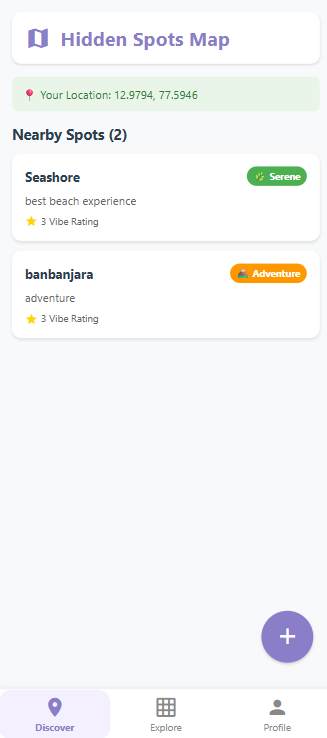 Hidden Spots Map
📍 Your Location: 12.9794, 77.5946
Nearby Spots (2)
Seashore
🌿 Serene
best beach experience
⭐ 3 Vibe Rating
banbanjara
🏕️ Adventure
adventure
⭐ 3 Vibe Rating
+
Discover
Explore
Profile